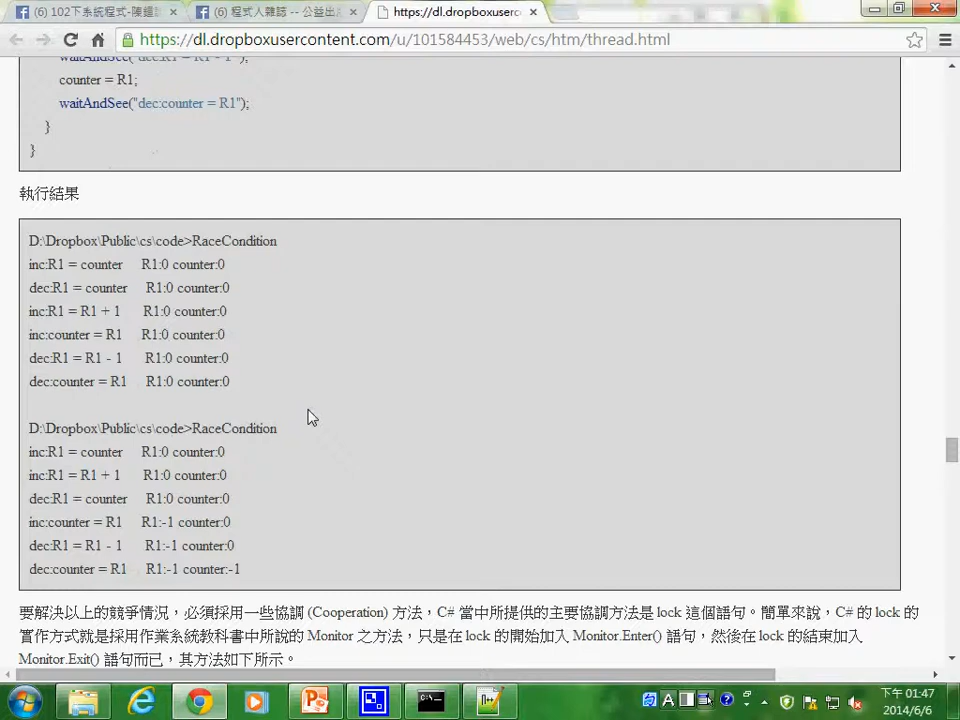 (6) 102下系統程式-陳鍾
(6) 程式人雜誌 -- 公益出
https://dl.dropboxuserco
https://dl.dropboxusercontent.com/u/101584453/web/cs/htm/thread.html
waitAndSee("dec:R1 = R1 - 1");
counter = R1;
waitAndSee("dec:counter = R1");
}
}
執行結果
D:\Dropbox\Public\cs\code>RaceCondition
inc:R1 = counter R1:0 counter:0
dec:R1 = counter R1:0 counter:0
inc:R1 = R1 + 1 R1:0 counter:0
inc:counter = R1 R1:0 counter:0
dec:R1 = R1 - 1 R1:0 counter:0
dec:counter = R1 R1:0 counter:0
D:\Dropbox\Public\cs\code>RaceCondition
inc:R1 = counter R1:0 counter:0
inc:R1 = R1 + 1 R1:0 counter:0
dec:R1 = counter R1:0 counter:0
inc:counter = R1 R1:-1 counter:0
dec:R1 = R1 - 1 R1:-1 counter:0
dec:counter = R1 R1:-1 counter:-1
要解決以上的競爭情況，必須採用一些協調 (Cooperation) 方法，C# 當中所提供的主要協調方法是 lock 這個語句。簡單來說，C# 的 lock 的
實作方式就是採用作業系統教科書中所說的 Monitor 之方法，只是在 lock 的開始加入 Monitor.Enter() 語句，然後在 lock 的結束加入
Monitor.Exit() 語句而已，其方法如下所示。
下午 01:47
2014/6/6